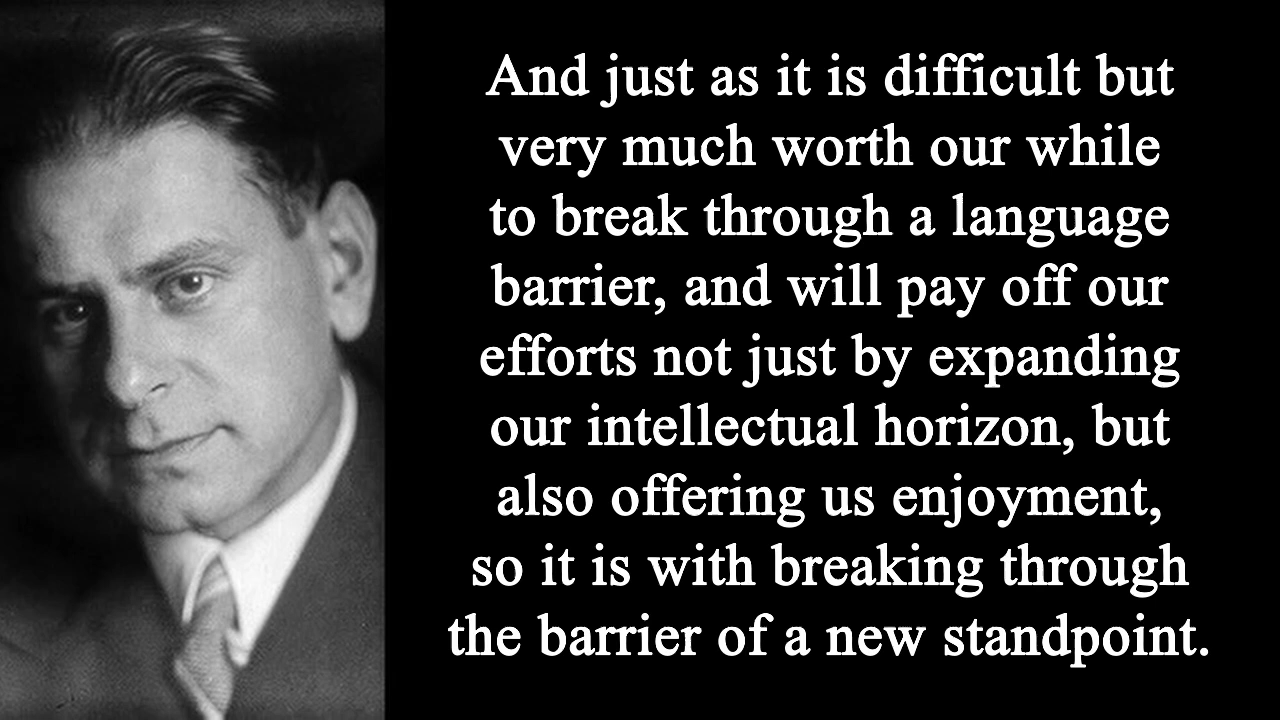 And just as it is difficult but
very much worth our while
to break through a language
barrier, and will pay off our
efforts not just by expanding
our intellectual horizon, but
also offering us enjoyment,
so it is with breaking through
the barrier of a new standpoint.